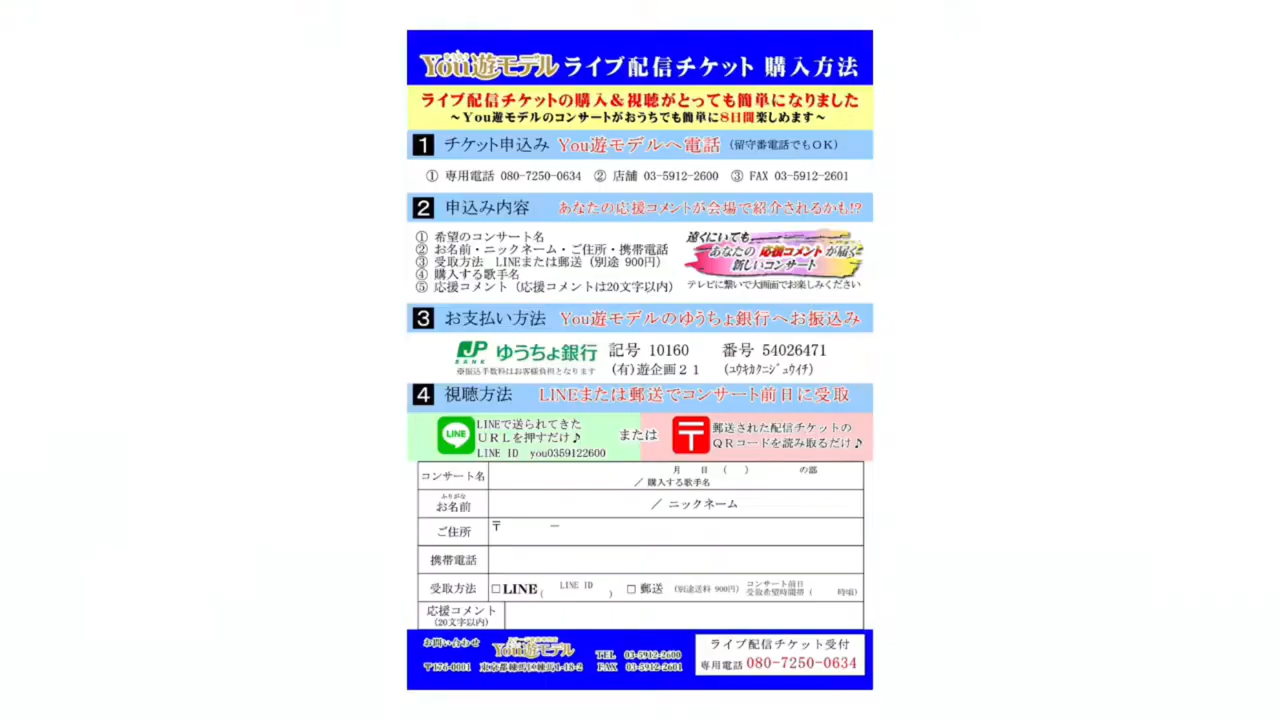 You遊モデル ライブ配信チケット 購入方法
ライブ配信チケットの購入&視聴がとっても簡単になりました
~You遊モデルのコンサートがおうちでも簡単に8日間楽しめます~
1 チケット申込み You遊モデルへ電話 (留守番電話でもOK)
① 専用電話 080-7250-0634 ② 店舗 03-5912-2600 ③ FAX 03-5912-2601
2 申込み内容 あなたの応援コメントが会場で紹介されるかも!?
① 希望のコンサート名
② お名前・ニックネーム・ご住所・携帯電話
③ 受取方法 LINEまたは郵送 (別途 900円)
④ 購入する歌手名
⑤ 応援コメント (応援コメントは20文字以内)
遠くにいても
あなたの 応援コメント が届く
新しいコンサート
テレビに繋いで大画面でお楽しみください
3 お支払い方法 You遊モデルのゆうちょ銀行へお振込み
JP BANK ゆうちょ銀行 記号 10160 番号 54026471
※振込手数料はお客様負担となります (有)遊企画21 (ユウキカクニジュウイチ)
4 視聴方法 LINEまたは郵送でコンサート前日に受取
LINE
LINEで送られてきた
URLを押すだけ♪
LINE ID you0359122600
または
〒
郵送された配信チケットの
QRコードを読み取るだけ♪
コンサート名 月 日 ( ) の部
/ 購入する歌手名
ふりがな
お名前 / ニックネーム
ご住所 〒 −
携帯電話
受取方法 □LINE( LINE ID ) □ 郵送 (別途送料 900円) コンサート前日
受取希望時間帯 ( 時頃)
応援コメント
(20文字以内)
お問い合わせ You遊モデル TEL 03-5912-2600
〒176-0001 東京都練馬区練馬1-18-2 FAX 03-5912-2601
ライブ配信チケット受付
専用電話 080-7250-0634